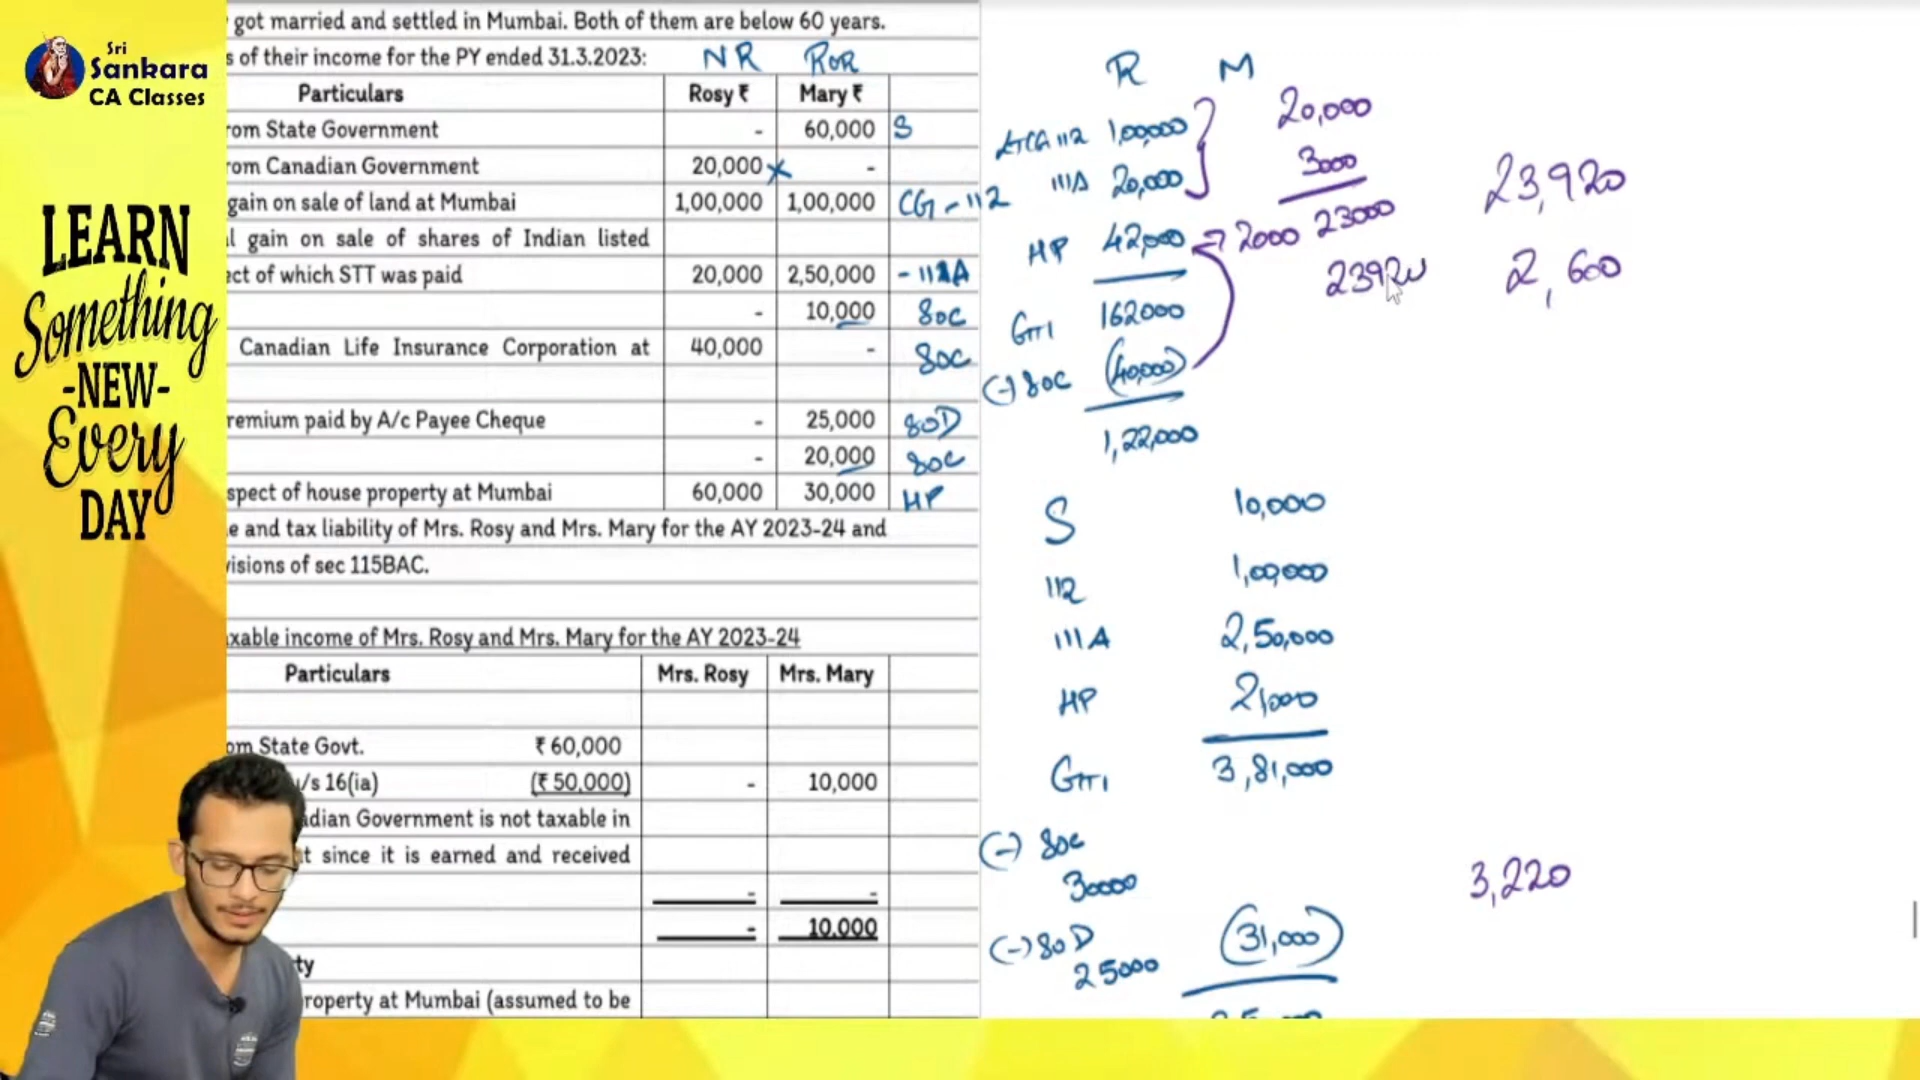 Sri
Sankara
CA Classes
LEARN
Something
-NEW-
Every
DAY
got married and settled in Mumbai. Both of them are below 60 years.
s of their income for the PY ended 31.3.2023: NR ROR
Particulars Rosy ₹ Mary ₹
rom State Government - 60,000 S
rom Canadian Government 20,000 x -
gain on sale of land at Mumbai 1,00,000 1,00,000 CG - 112
l gain on sale of shares of Indian listed
ect of which STT was paid 20,000 2,50,000 - 111A
- 10,000 80C
Canadian Life Insurance Corporation at 40,000 - 80C
remium paid by A/c Payee Cheque - 25,000 80D
- 20,000 80C
spect of house property at Mumbai 60,000 30,000 HP
e and tax liability of Mrs. Rosy and Mrs. Mary for the AY 2023-24 and
visions of sec 115BAC.
axable income of Mrs. Rosy and Mrs. Mary for the AY 2023-24
Particulars Mrs. Rosy Mrs. Mary
om State Govt. ₹ 60,000
/s 16(ia) (₹ 50,000) - 10,000
adian Government is not taxable in
t since it is earned and received
- -
- 10,000
ty
roperty at Mumbai (assumed to be
R M
LTCG 112 1,00,000 20,000
111A 20,000 3000 23,920
HP 42,000 → 2000 23000
23920 2,600
GTI 162000
(-) 80C (40,000)
1,22,000
S 10,000
112 1,00,000
111A 2,50,000
HP 21,000
GTI 3,81,000
(-) 80C
30000 3,220
(-) 80D (31,000)
25000